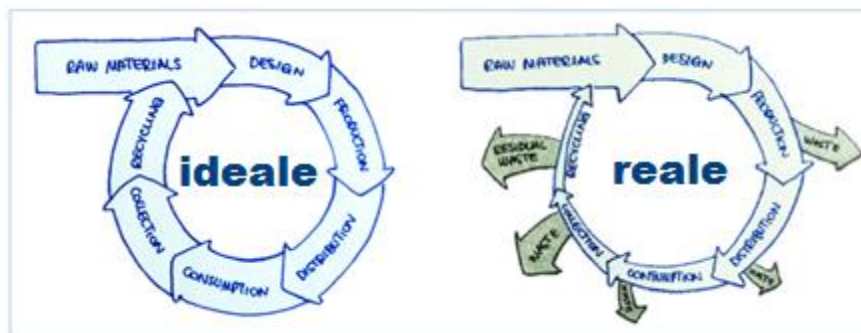 RAW MATERIALS
DESIGN
PRODUCTION
DISTRIBUTION
CONSUMPTION
COLLECTION
RECYCLING
ideale
RAW MATERIALS
DESIGN
PRODUCTION
WASTE
DISTRIBUTION
WASTE
CONSUMPTION
WASTE
COLLECTION
WASTE
RECYCLING
RESIDUAL
WASTE
reale